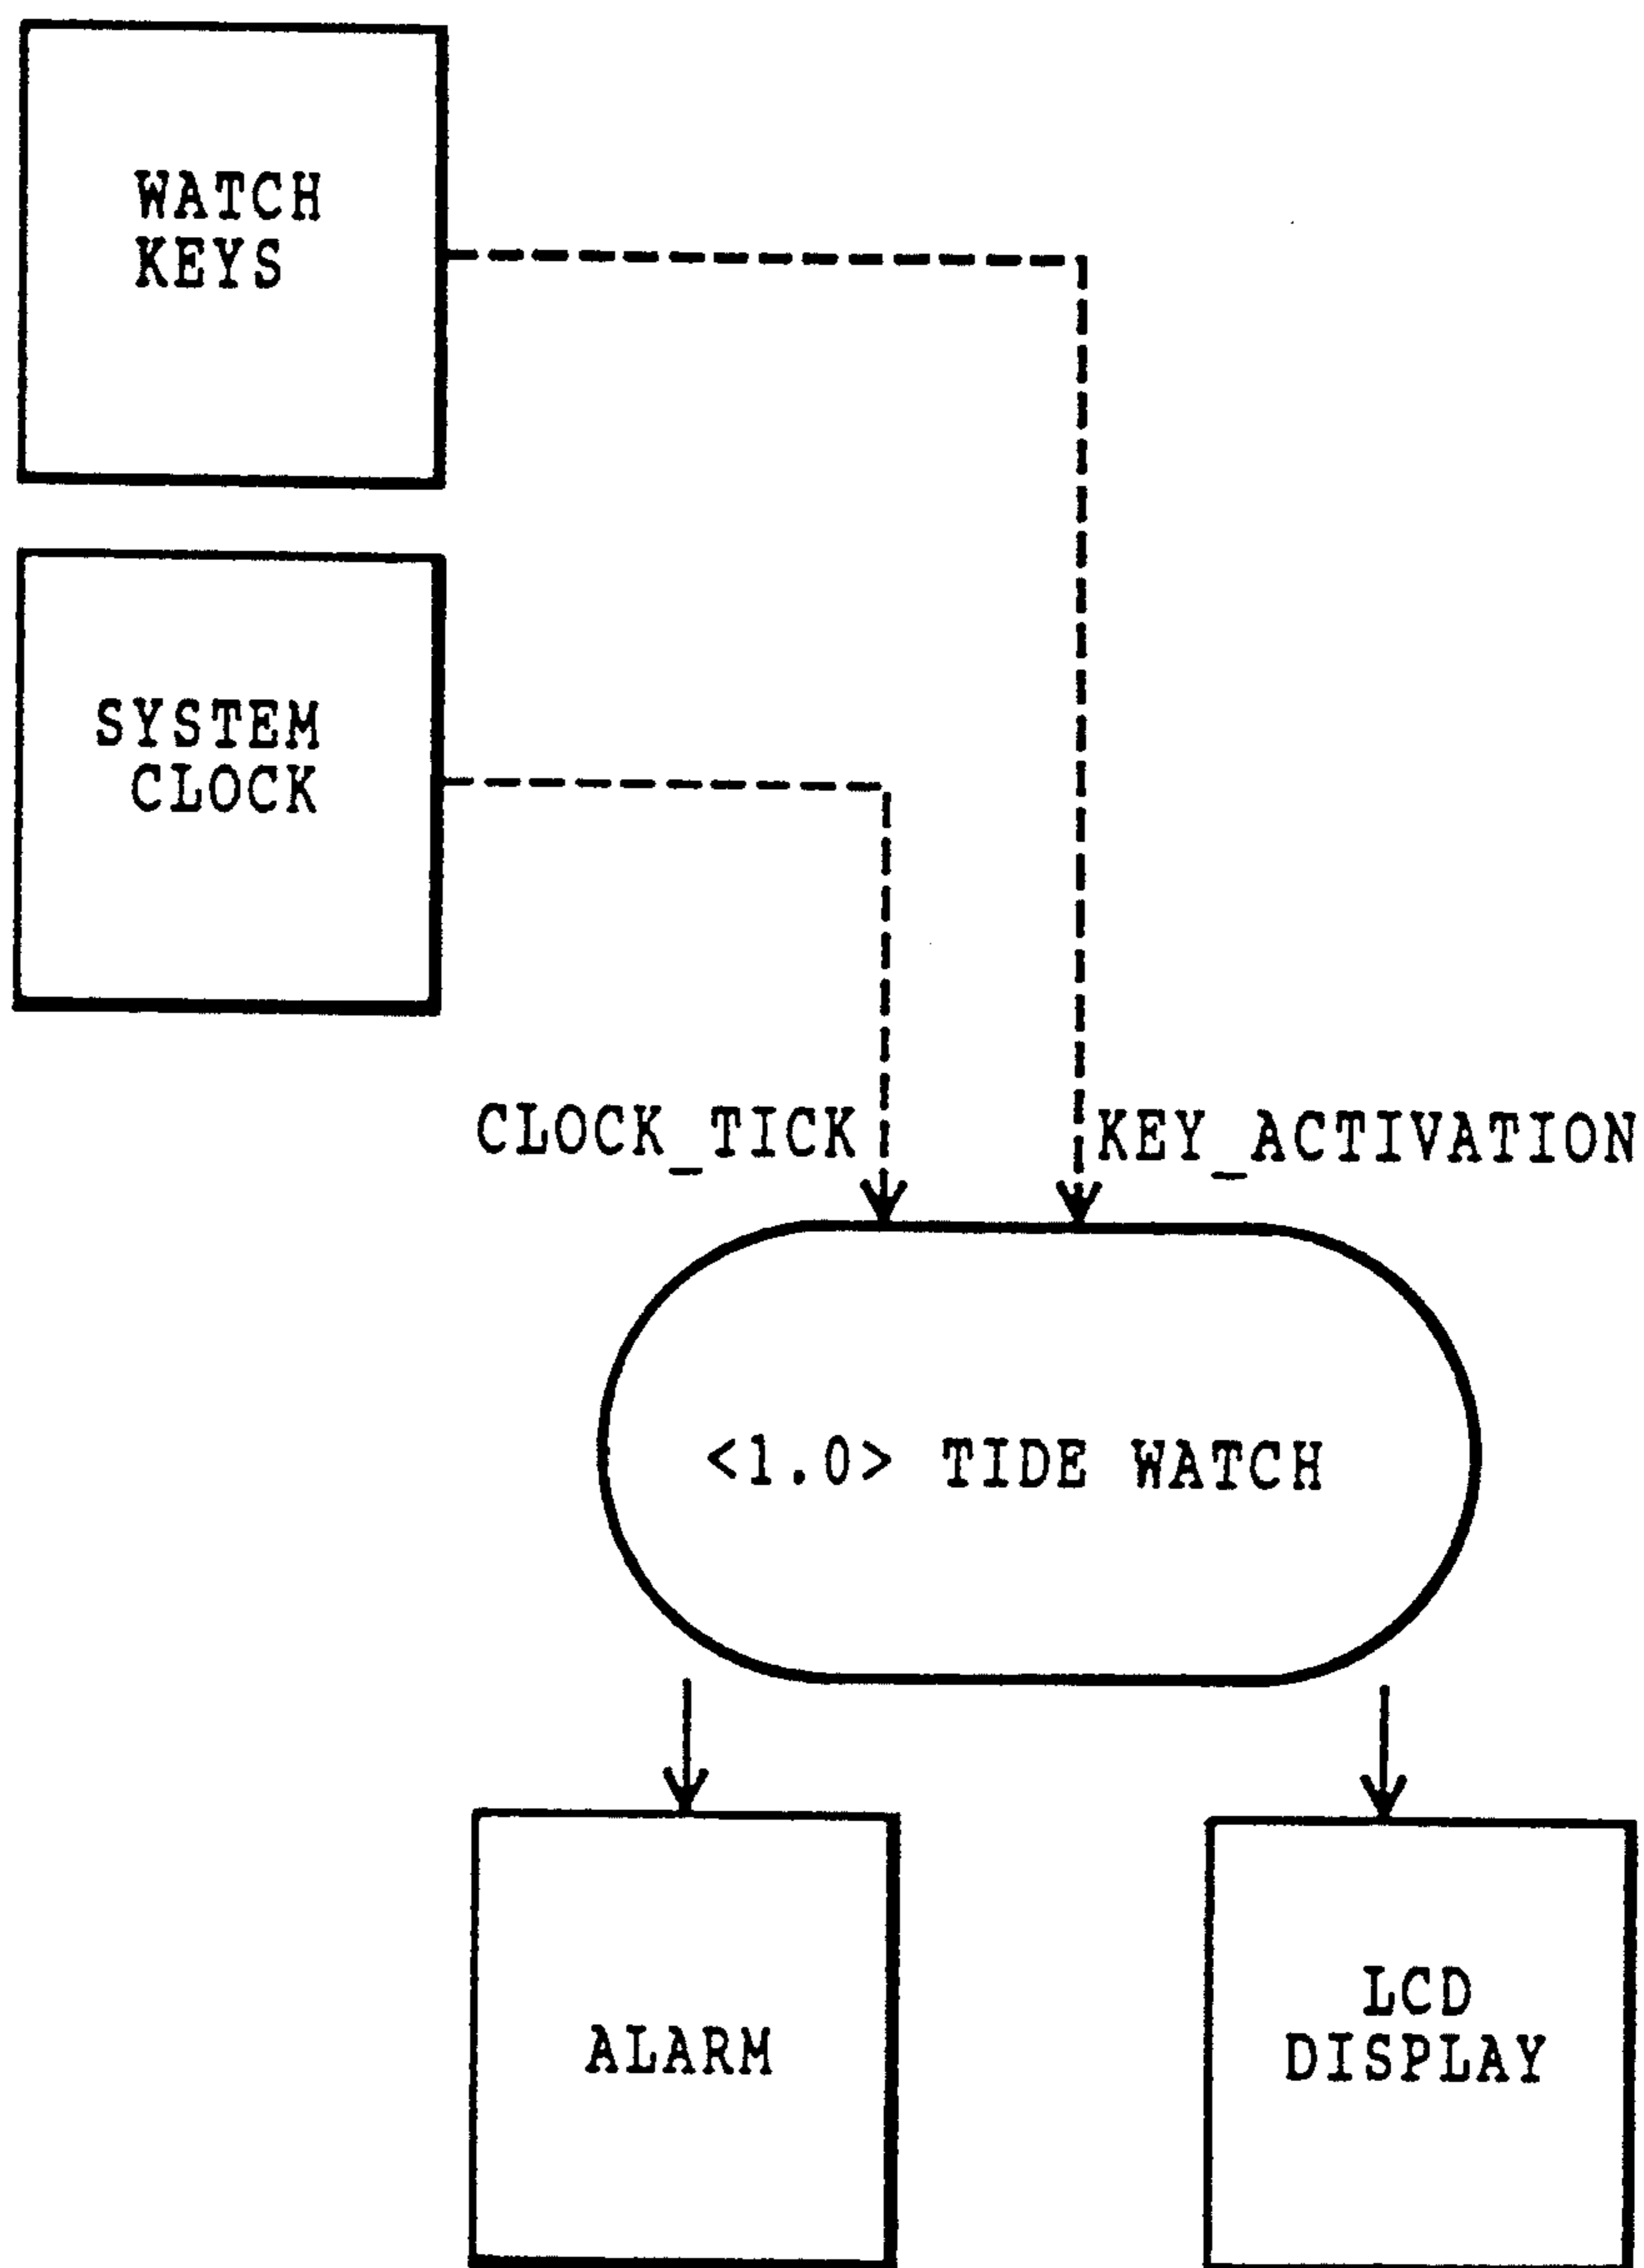 WATCH
KEYS
SYSTEM
CLOCK
CLOCK_TICK
KEY_ACTIVATION
<1.0> TIDE WATCH
ALARM
LCD
DISPLAY